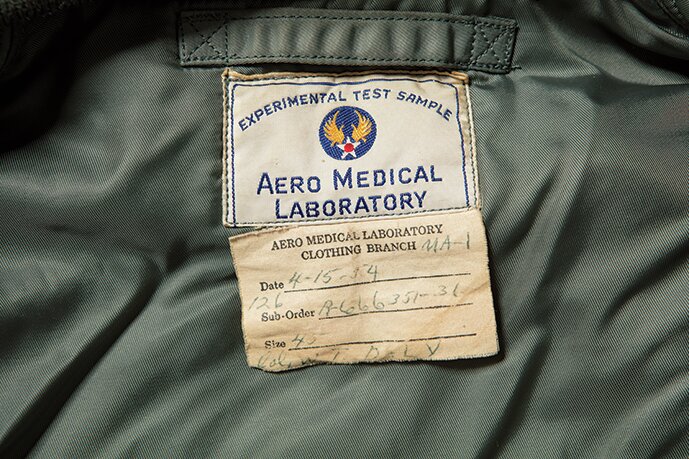 EXPERIMENTAL TEST SAMPLE
AERO MEDICAL
LABORATORY
AERO MEDICAL LABORATORY
CLOTHING BRANCH MA-1
Date 4-15-54
126
Sub-Order
Size
DALY